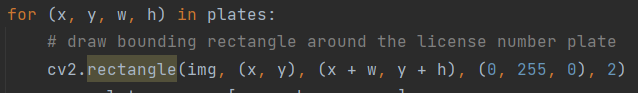 for (x, y, w, h) in plates:
# draw bounding rectangle around the license number plate
cv2.rectangle(img, (x, y), (x + w, y + h), (0, 255, 0), 2)